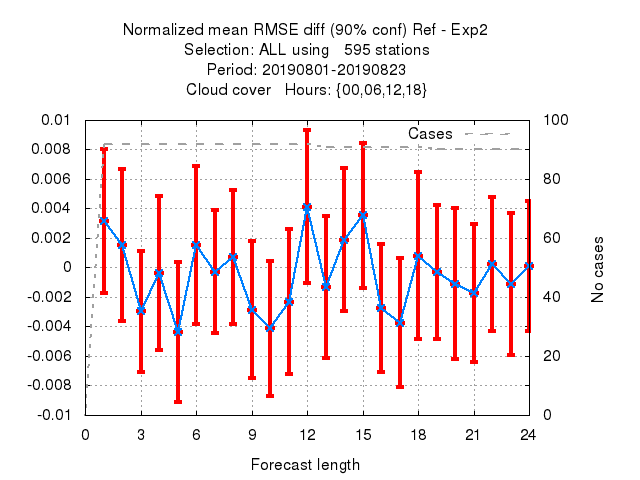 Normalized mean RMSE diff (90% conf) Ref - Exp2
Selection: ALL using   595 stations
Period: 20190801-20190823
Cloud cover   Hours: {00,06,12,18}
0.01
0.008
0.006
0.004
0.002
0
-0.002
-0.004
-0.006
-0.008
-0.01
Cases
100
80
60
40
20
0
No cases
0 3 6 9 12 15 18 21 24
Forecast length